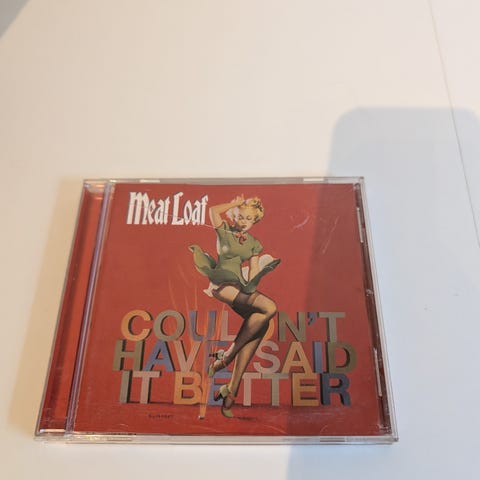 Meat Loaf
COULDN'T
HAVE SAID
IT BETTER